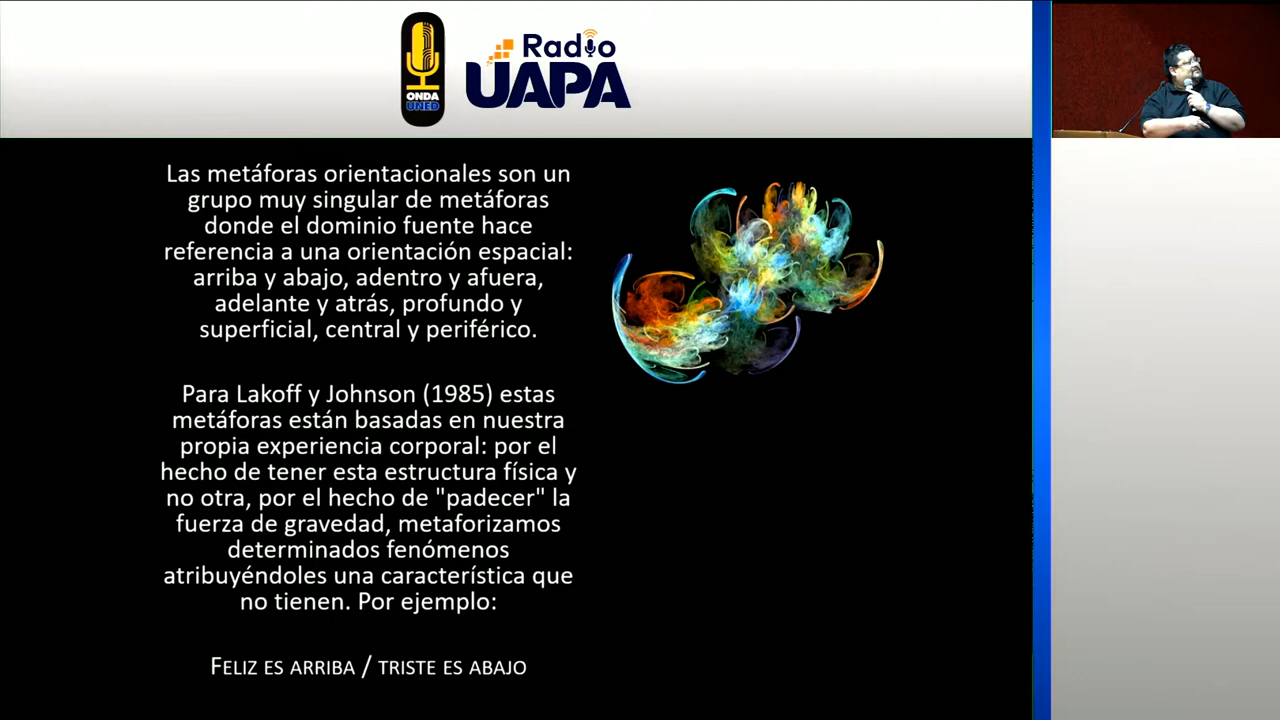 ONDA
UNED
Radio
UAPA
Las metáforas orientacionales son un
grupo muy singular de metáforas
donde el dominio fuente hace
referencia a una orientación espacial:
arriba y abajo, adentro y afuera,
adelante y atrás, profundo y
superficial, central y periférico.
Para Lakoff y Johnson (1985) estas
metáforas están basadas en nuestra
propia experiencia corporal: por el
hecho de tener esta estructura física y
no otra, por el hecho de "padecer" la
fuerza de gravedad, metaforizamos
determinados fenómenos
atribuyéndoles una característica que
no tienen. Por ejemplo:
FELIZ ES ARRIBA / TRISTE ES ABAJO